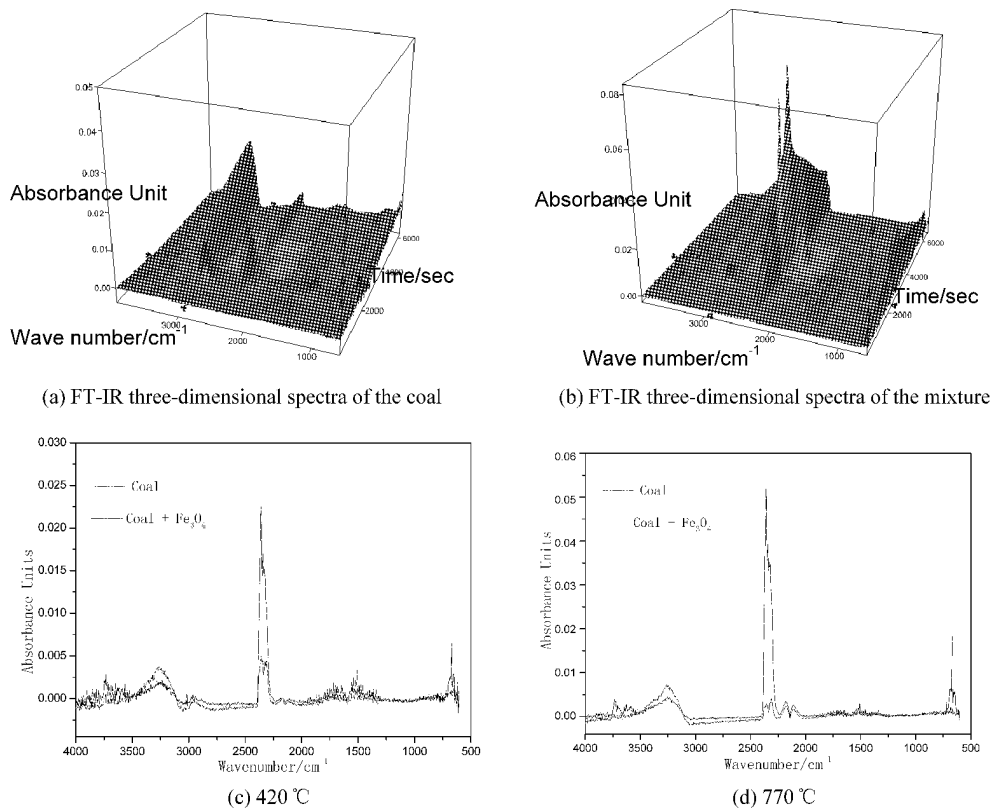 0.05
0.04
0.03
Absorbance Unit
0.02
0.01
0.00
6000
Time/sec
2000
3000
Wave number/cm-1
2000
1000
(a) FT-IR three-dimensional spectra of the coal
0.08
0.06
Absorbance Unit
0.02
0.00
6000
4000
Time/sec
2000
3000
2000
1000
Wave number/cm-1
(b) FT-IR three-dimensional spectra of the mixture
0.030
0.025
0.020
0.015
0.010
0.005
0.000
Absorbance Units
Coal
Coal + Fe3O4
4000 3500 3000 2500 2000 1500 1000 500
Wavenumber/cm-1
(c) 420 ℃
0.06
0.05
0.04
0.03
0.02
0.01
0.00
Absorbance Units
Coal
4000 3500 3000 2500 2000 1500 1000 500
Wavenumber/cm-1
(d) 770 ℃